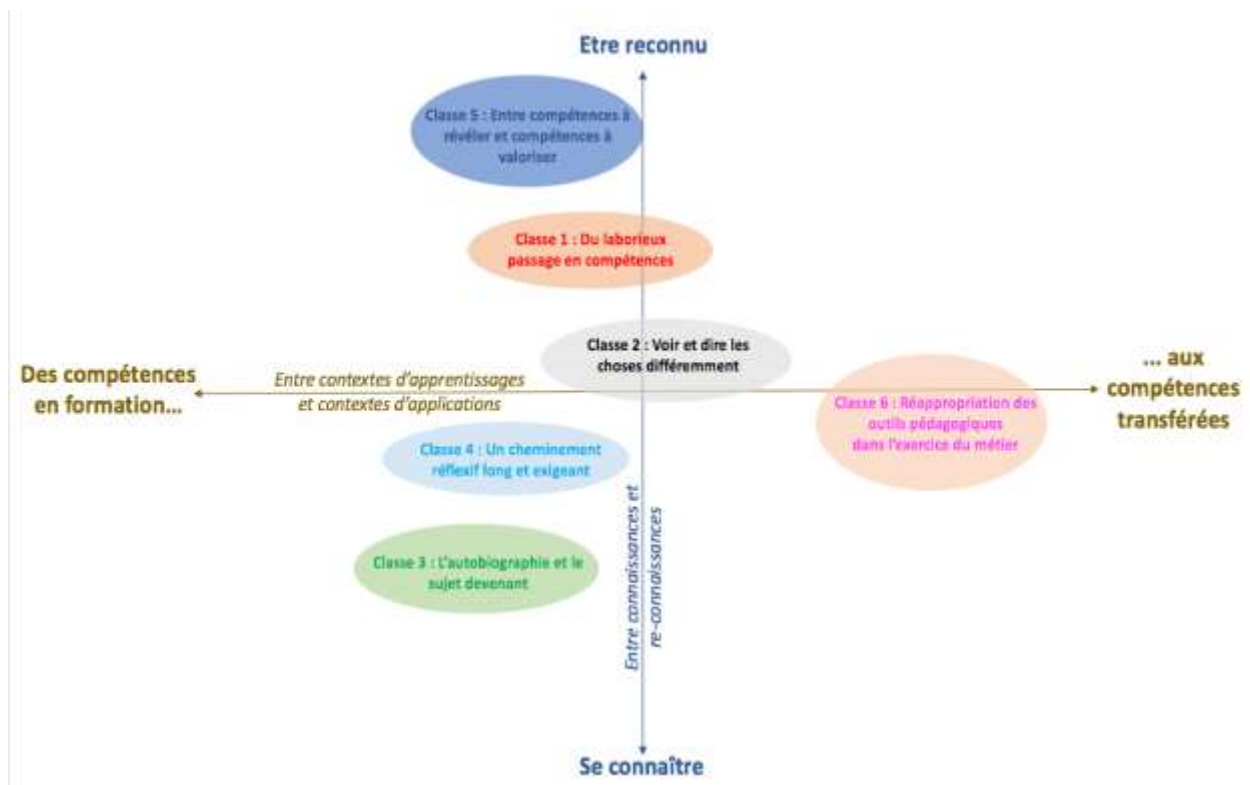 Etre reconnu
Classe 5 : Entre compétences à
révéler et compétences à
valoriser
Classe 1 : Du laborieux
passage en compétences
Classe 2 : Voir et dire les
choses différemment
Des compétences
en formation...
Entre contextes d'apprentissages
et contextes d'applications
... aux
compétences
transférées
Classe 6 : Réappropriation des
outils pédagogiques
dans l'exercice du métier
Classe 4 : Un cheminement
réflexif long et exigeant
Classe 3 : L'autobiographie et le
sujet devenant
Entre connaissances et
re-connaissances
Se connaître